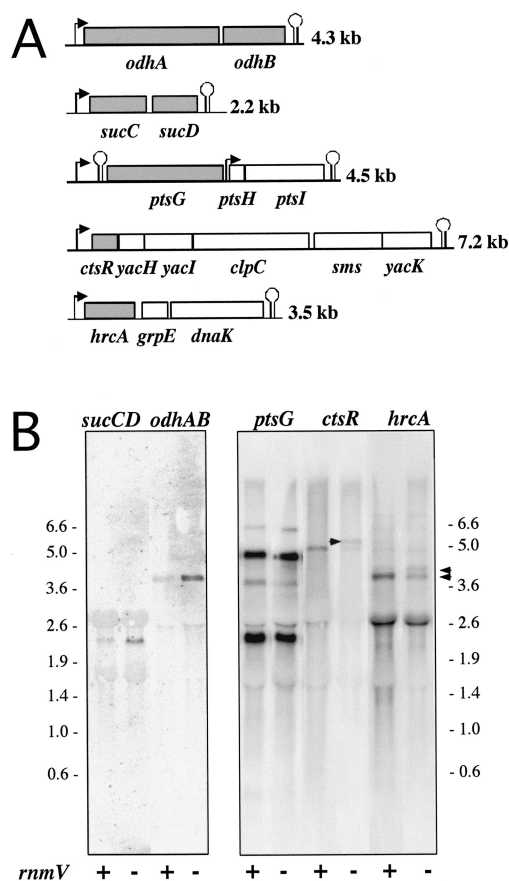 A
4.3 kb
odhA odhB
2.2 kb
sucC sucD
4.5 kb
ptsG ptsH ptsI
7.2 kb
ctsR yacH yacI clpC sms yacK
3.5 kb
hrcA grpE dnaK
B
sucCD odhAB ptsG ctsR hrcA
6.6 - - 6.6
5.0 - - 5.0
3.6 - - 3.6
2.6 - - 2.6
1.9 - - 1.9
1.4 - - 1.4
1.0 - - 1.0
0.6 - - 0.6
rnmV + - + - + - + - + -